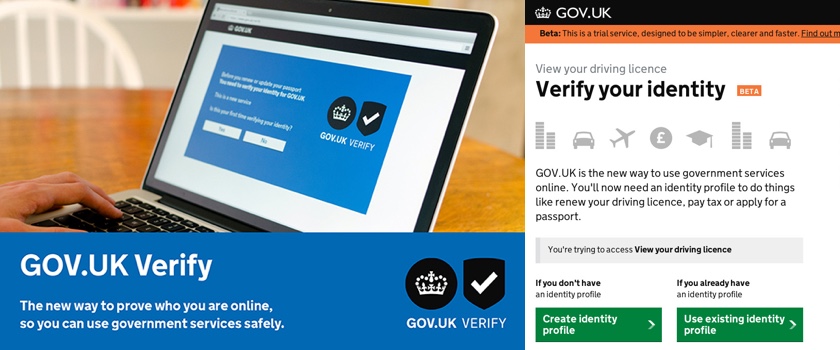 GOV.UK
Before you renew or update your passport
You need to verify your identity for GOV.UK
This is a new service
Is this your first time verifying your identity?
Yes
No
GOV.UK VERIFY
GOV.UK Verify
The new way to prove who you are online,
so you can use government services safely.
GOV.UK VERIFY
GOV.UK
Beta: This is a trial service, designed to be simpler, clearer and faster. Find out m
View your driving licence
Verify your identity BETA
£
GOV.UK is the new way to use government services
online. You'll now need an identity profile to do things
like renew your driving licence, pay tax or apply for a
passport.
You're trying to access View your driving licence
If you don't have
an identity profile
Create identity
profile
If you already have
an identity profile
Use existing identity
profile